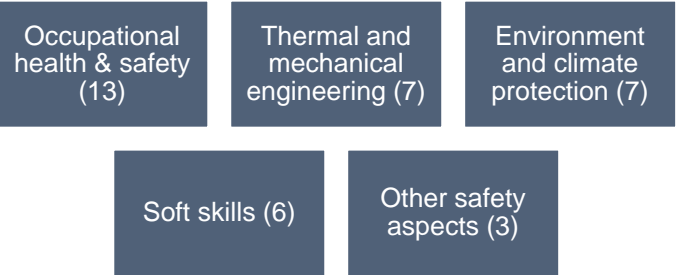 Occupational
health & safety
(13)
Thermal and
mechanical
engineering (7)
Environment
and climate
protection (7)
Soft skills (6)
Other safety
aspects (3)